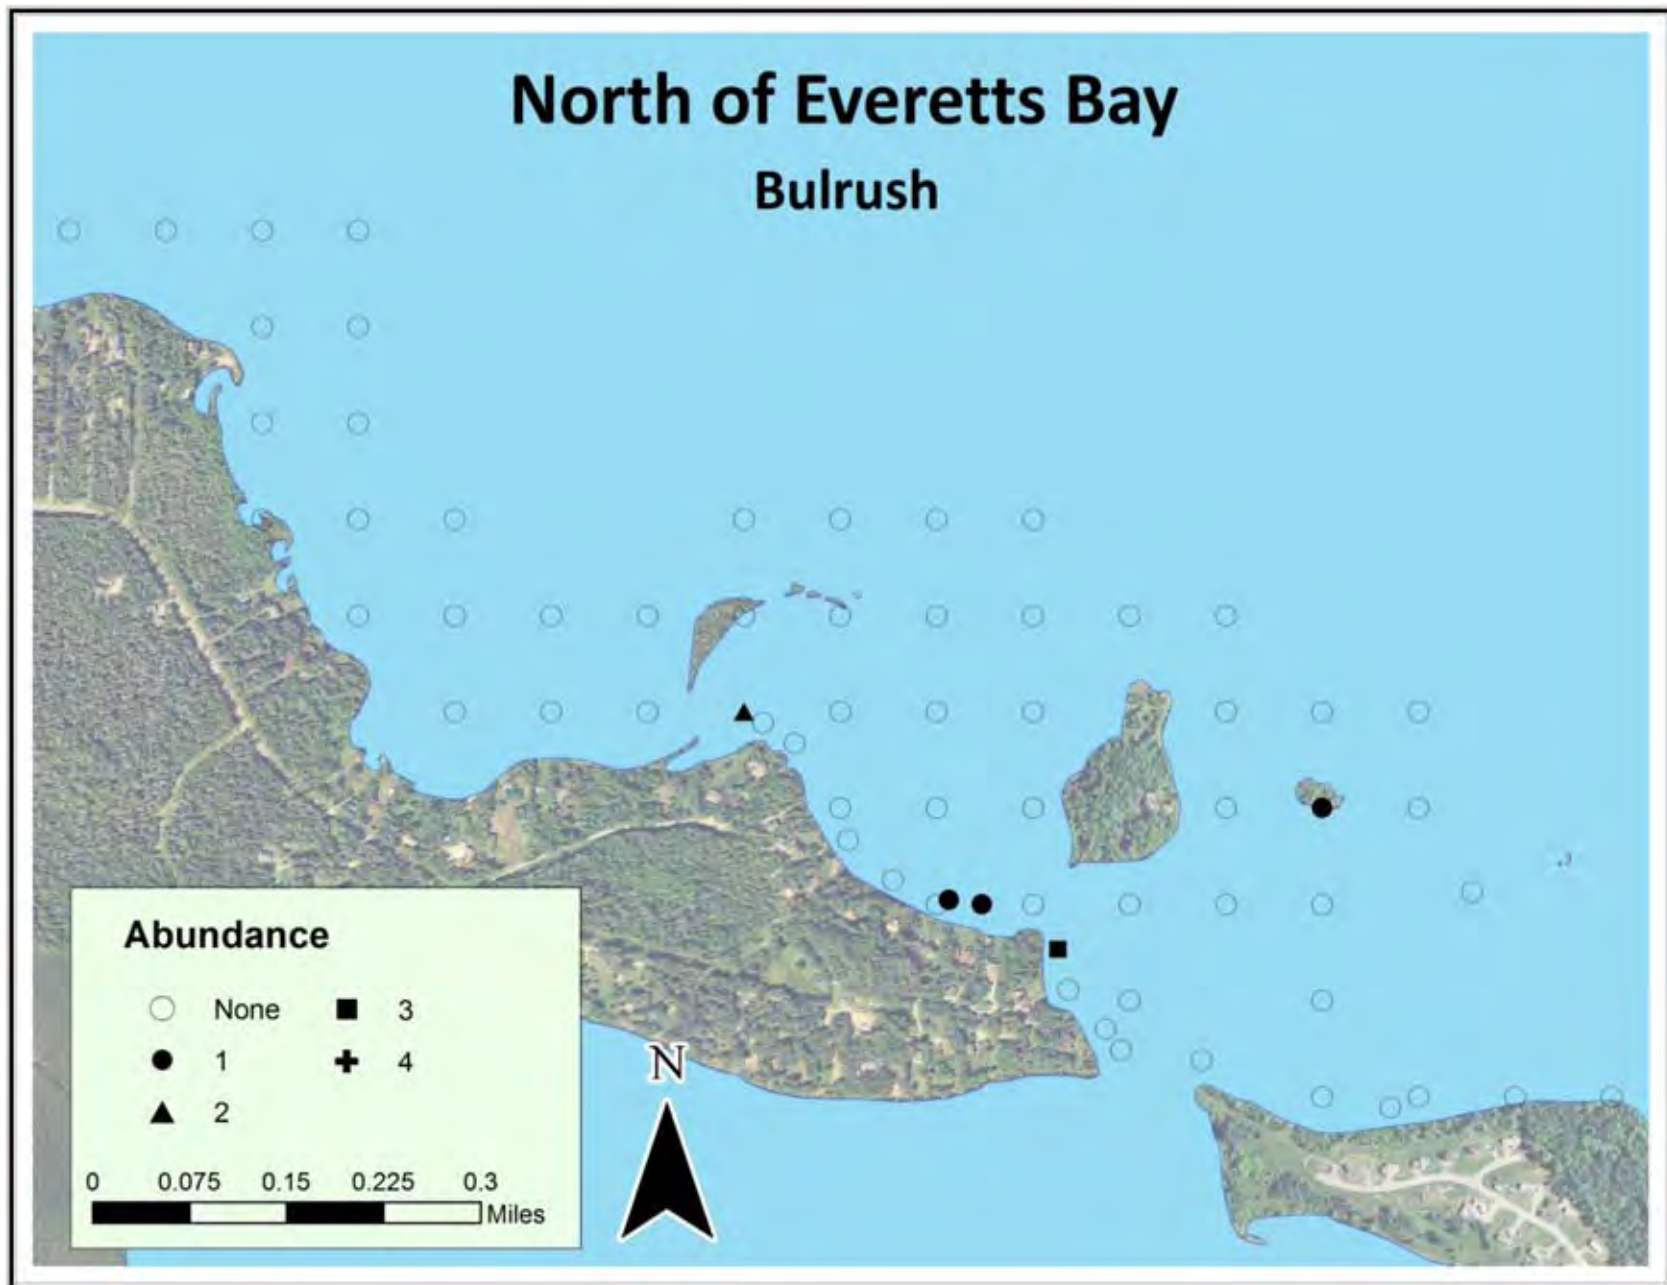 North of Everetts Bay
Bulrush
Abundance
None 3
1 4
2
0 0.075 0.15 0.225 0.3
Miles
N